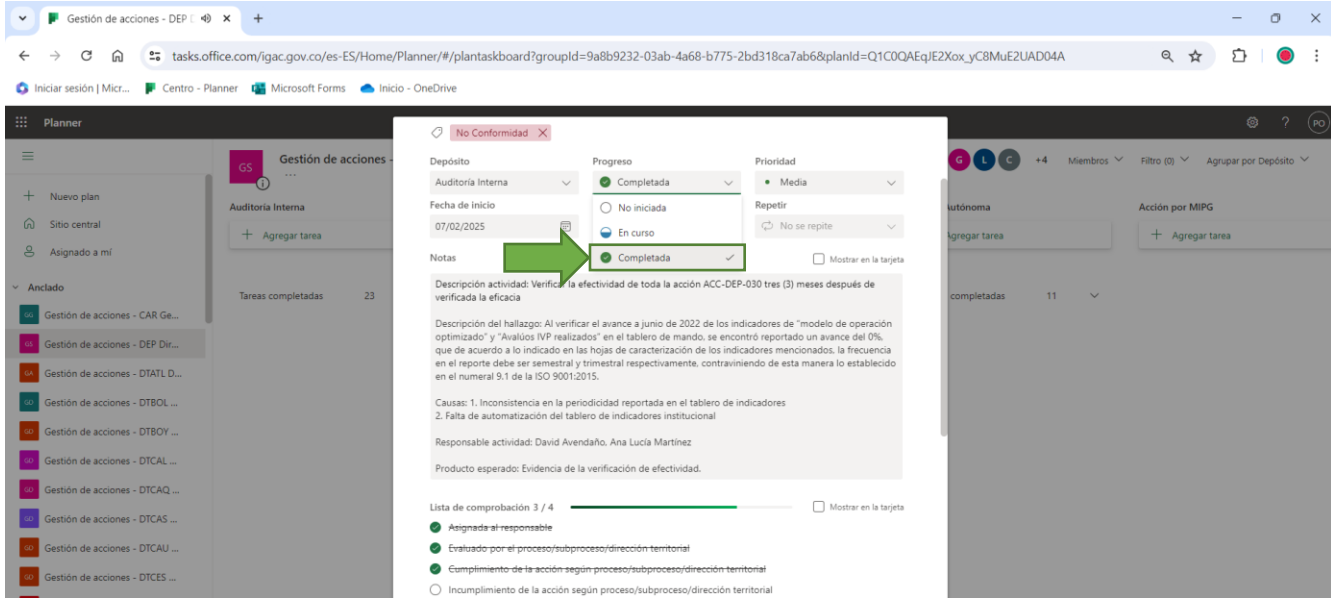 Gestión de acciones - DEP D
tasks.office.com/igac.gov.co/es-ES/Home/Planner/#/plantaskboard?groupId=9a8b9232-03ab-4a68-b775-2bd318ca7ab6&planId=Q1C0QAEqJE2Xox_yC8MuE2UAD04A
Iniciar sesión | Micr...
Centro - Planner
Microsoft Forms
Inicio - OneDrive
Planner
PO
Nuevo plan
Sitio central
Asignado a mí
Anclado
GG Gestión de acciones - CAR Ge...
GS Gestión de acciones - DEP Dir...
GA Gestión de acciones - DTATL D...
GD Gestión de acciones - DTBOL ...
GD Gestión de acciones - DTBOY ...
GD Gestión de acciones - DTCAL ...
GD Gestión de acciones - DTCAQ ...
GD Gestión de acciones - DTCAS ...
GD Gestión de acciones - DTCAU ...
GD Gestión de acciones - DTCES ...
GS
Gestión de acciones -
...
Auditoría Interna
+ Agregar tarea
Tareas completadas 23
No Conformidad
Depósito
Progreso
Prioridad
Auditoría Interna
Completada
Media
Fecha de inicio
Repetir
07/02/2025
No iniciada
En curso
Completada
No se repite
Notas
Mostrar en la tarjeta
Descripción actividad: Verificar la efectividad de toda la acción ACC-DEP-030 tres (3) meses después de
verificada la eficacia
Descripción del hallazgo: Al verificar el avance a junio de 2022 de los indicadores de "modelo de operación
optimizado" y "Avalúos IVP realizados" en el tablero de mando, se encontró reportado un avance del 0%,
que de acuerdo a lo indicado en las hojas de caracterización de los indicadores mencionados, la frecuencia
en el reporte debe ser semestral y trimestral respectivamente, contraviniendo de esta manera lo establecido
en el numeral 9.1 de la ISO 9001:2015.
Causas: 1. Inconsistencia en la periodicidad reportada en el tablero de indicadores
2. Falta de automatización del tablero de indicadores institucional
Responsable actividad: David Avendaño, Ana Lucía Martínez
Producto esperado: Evidencia de la verificación de efectividad.
Lista de comprobación 3 / 4
Mostrar en la tarjeta
Asignada al responsable
Evaluado por el proceso/subproceso/dirección territorial
Cumplimiento de la acción según proceso/subproceso/dirección territorial
Incumplimiento de la acción según proceso/subproceso/dirección territorial
G L C +4
Miembros
Filtro (0)
Agrupar por Depósito
Autónoma
Agregar tarea
completadas 11
Acción por MIPG
+ Agregar tarea